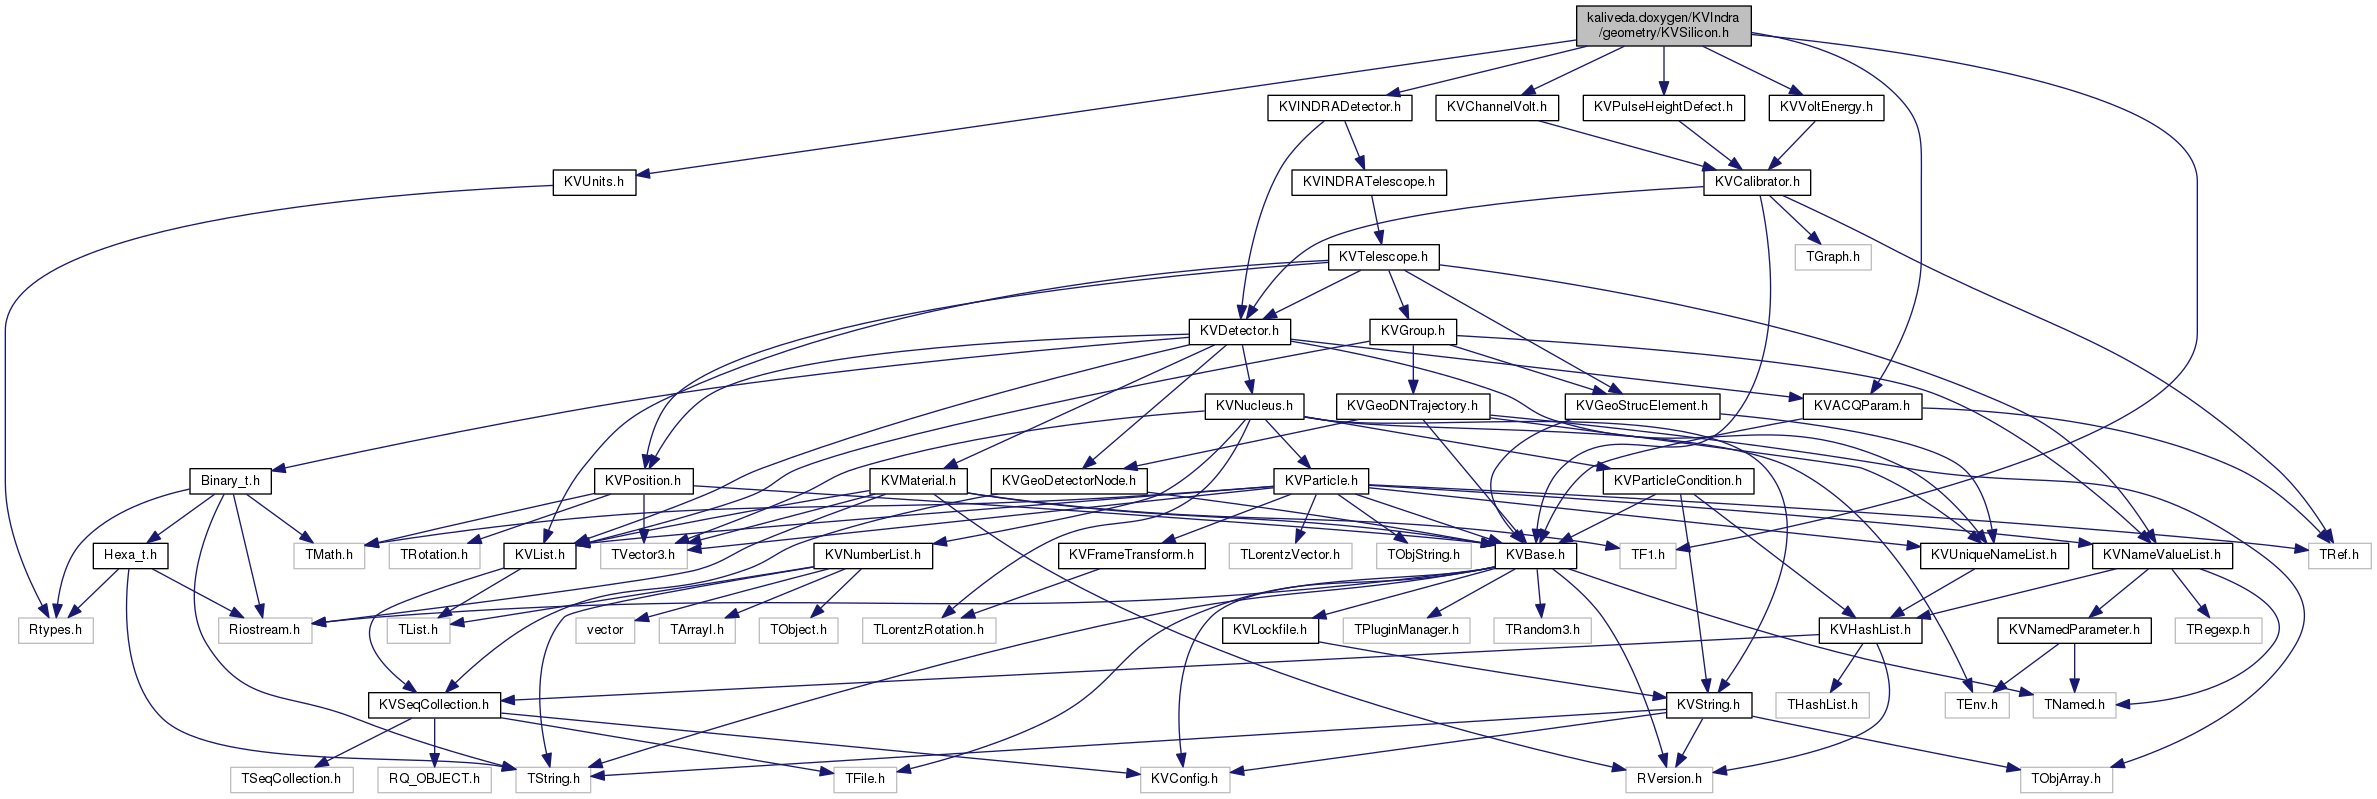 kaliveda.doxygen/KVIndra
/geometry/KVSilicon.h
KVINDRADetector.h
KVChannelVolt.h
KVPulseHeightDefect.h
KVVoltEnergy.h
KVUnits.h
KVINDRATelescope.h
KVCalibrator.h
KVTelescope.h
TGraph.h
KVDetector.h
KVGroup.h
KVNucleus.h
KVGeoDNTrajectory.h
KVGeoStrucElement.h
KVACQParam.h
Binary_t.h
KVPosition.h
KVMaterial.h
KVGeoDetectorNode.h
KVParticle.h
KVParticleCondition.h
Hexa_t.h
TMath.h
TRotation.h
KVList.h
TVector3.h
KVNumberList.h
KVFrameTransform.h
TLorentzVector.h
TObjString.h
KVBase.h
TF1.h
KVUniqueNameList.h
KVNameValueList.h
TRef.h
Rtypes.h
Riostream.h
TList.h
vector
TArrayI.h
TObject.h
TLorentzRotation.h
KVLockfile.h
TPluginManager.h
TRandom3.h
KVHashList.h
KVNamedParameter.h
TRegexp.h
KVSeqCollection.h
KVString.h
THashList.h
TEnv.h
TNamed.h
TSeqCollection.h
RQ_OBJECT.h
TString.h
TFile.h
KVConfig.h
RVersion.h
TObjArray.h